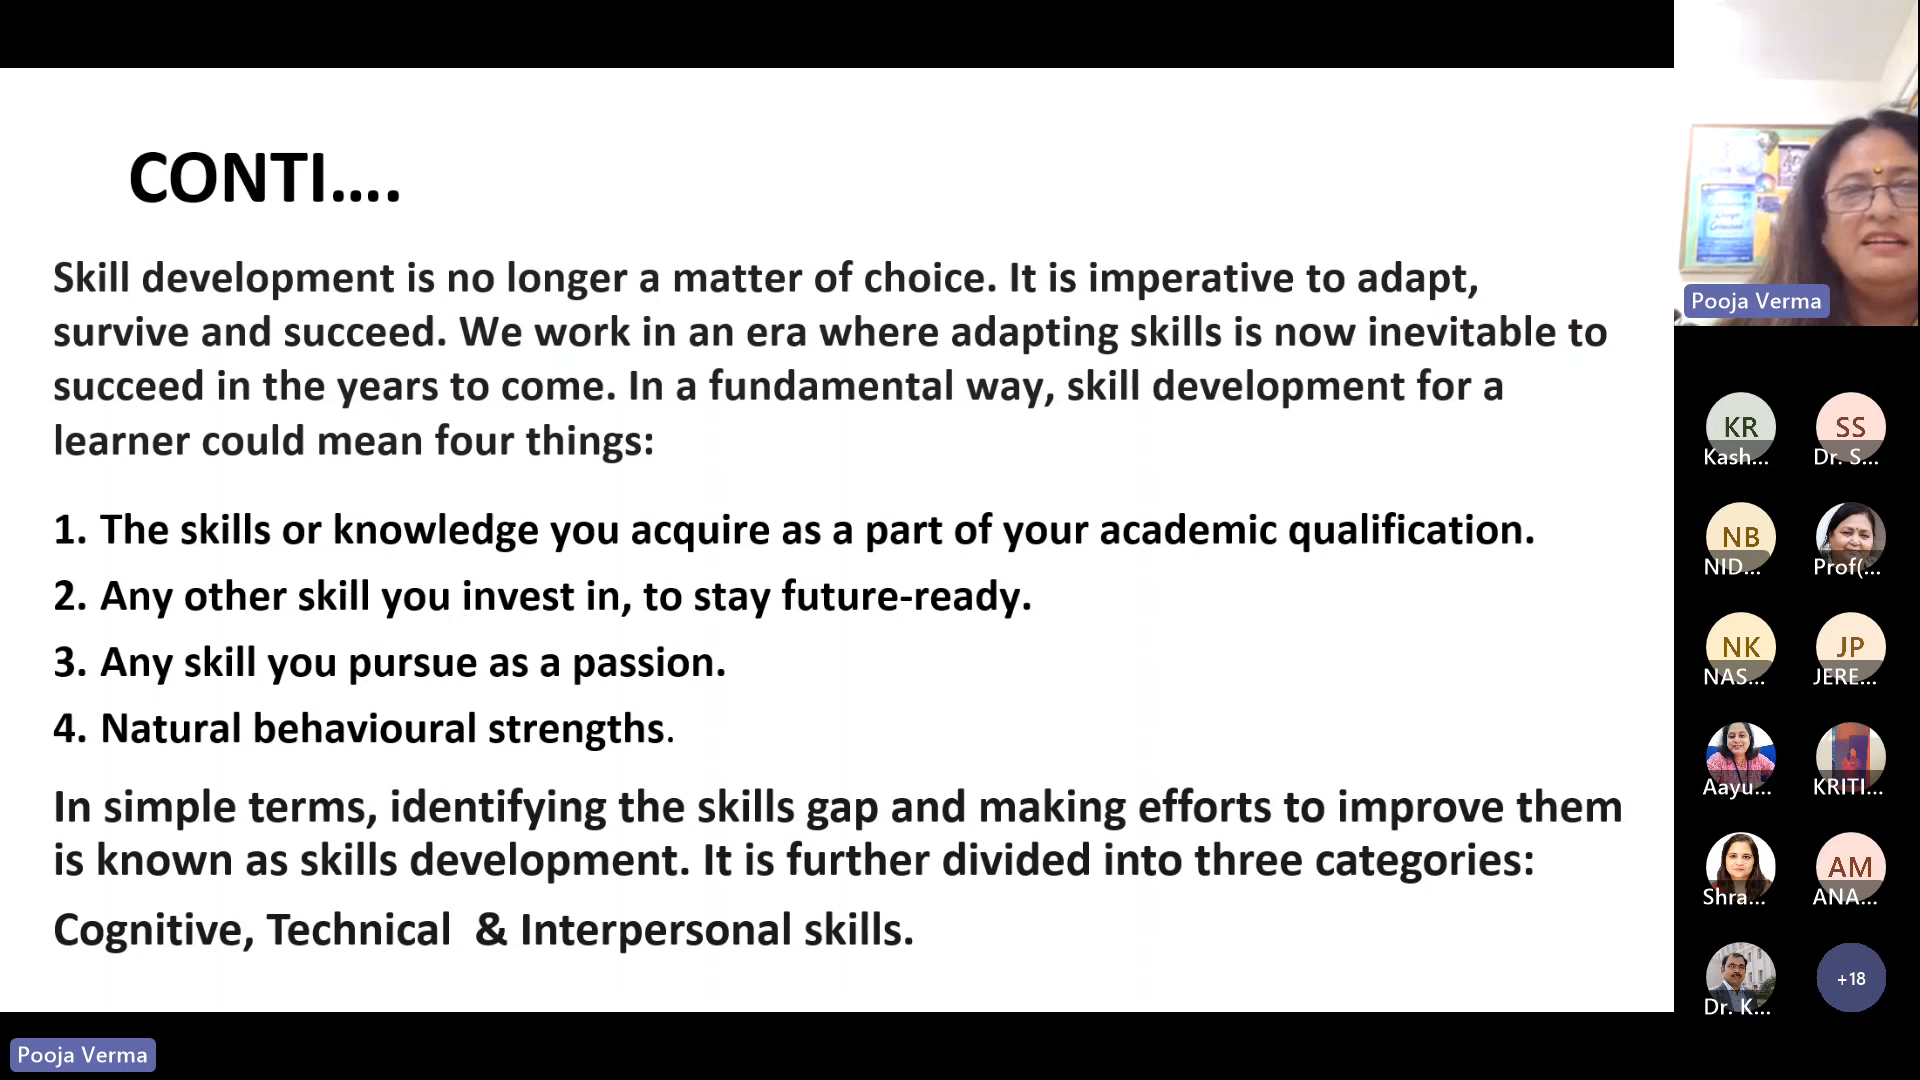 CONTI....
Skill development is no longer a matter of choice. It is imperative to adapt,
survive and succeed. We work in an era where adapting skills is now inevitable to
succeed in the years to come. In a fundamental way, skill development for a
learner could mean four things:
1. The skills or knowledge you acquire as a part of your academic qualification.
2. Any other skill you invest in, to stay future-ready.
3. Any skill you pursue as a passion.
4. Natural behavioural strengths.
In simple terms, identifying the skills gap and making efforts to improve them
is known as skills development. It is further divided into three categories:
Cognitive, Technical & Interpersonal skills.
Pooja Verma
Pooja Verma
KR
Kash...
SS
Dr. S...
NB
NID...
Prof(...
NK
NAS...
JP
JERE...
Aayu...
KRITI...
Shra...
AM
ANA...
Dr. K...
+18